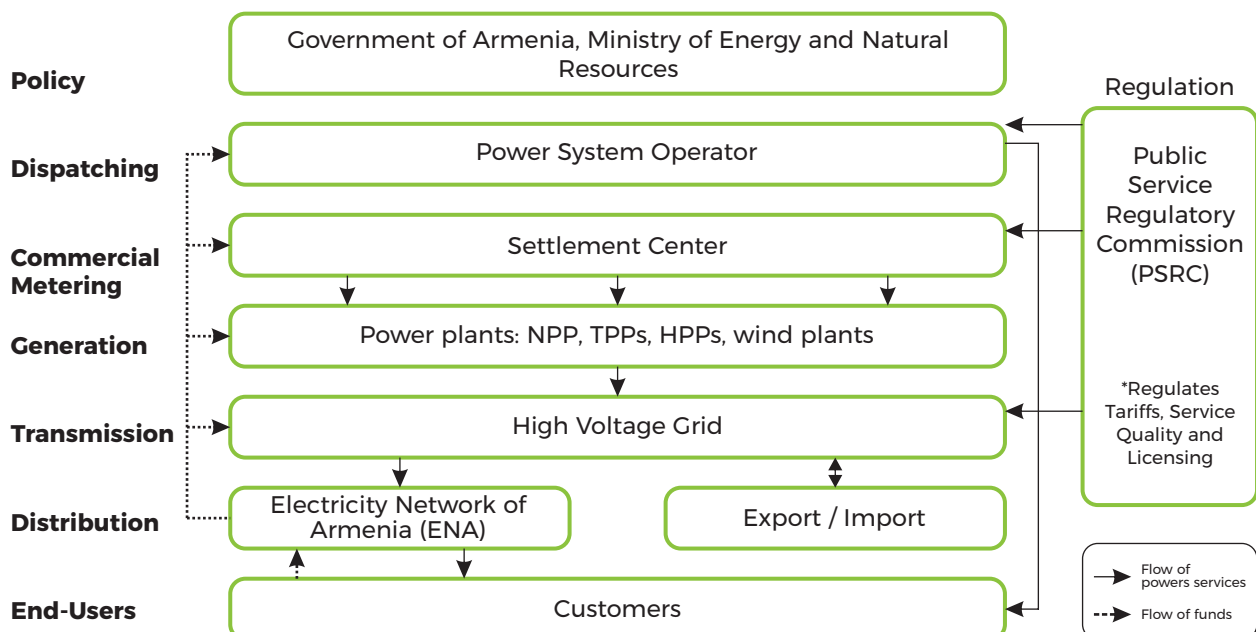 Government of Armenia, Ministry of Energy and Natural
Resources
Policy
Regulation
Power System Operator
Dispatching
Public
Service
Regulatory
Commission
(PSRC)
Settlement Center
Commercial
Metering
Power plants: NPP, TPPs, HPPs, wind plants
Generation
*Regulates
Tariffs, Service
Quality and
Licensing
High Voltage Grid
Transmission
Electricity Network of
Armenia (ENA)
Export / Import
Distribution
Flow of
powers services
Flow of funds
Customers
End-Users